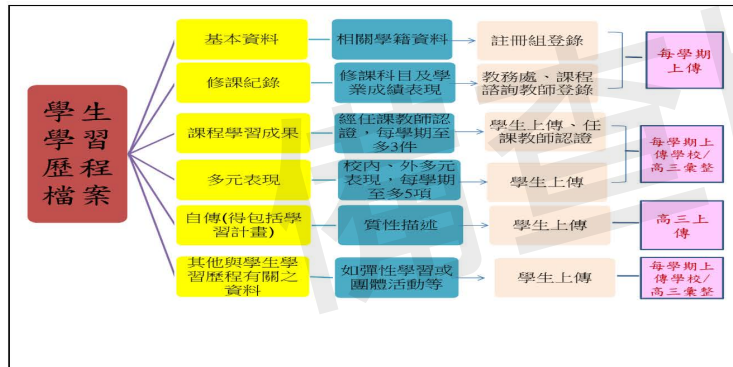 學生
學習
歷程
檔案
基本資料
相關學籍資料
註冊組登錄
修課紀錄
修課科目及學
業成績表現
教務處、課程
諮詢教師登錄
每學期
上傳
課程學習成果
經任課教師認
證，每學期至
多3件
學生上傳、任
課教師認證
多元表現
校內、外多元
表現，每學期
至多5項
學生上傳
每學期上
傳學校/
高三彙整
自傳(得包括學
習計畫)
質性描述
學生上傳
高三上
傳
其他與學生學
習歷程有關之
資料
如彈性學習或
團體活動等
學生上傳
每學期上
傳學校/
高三彙整